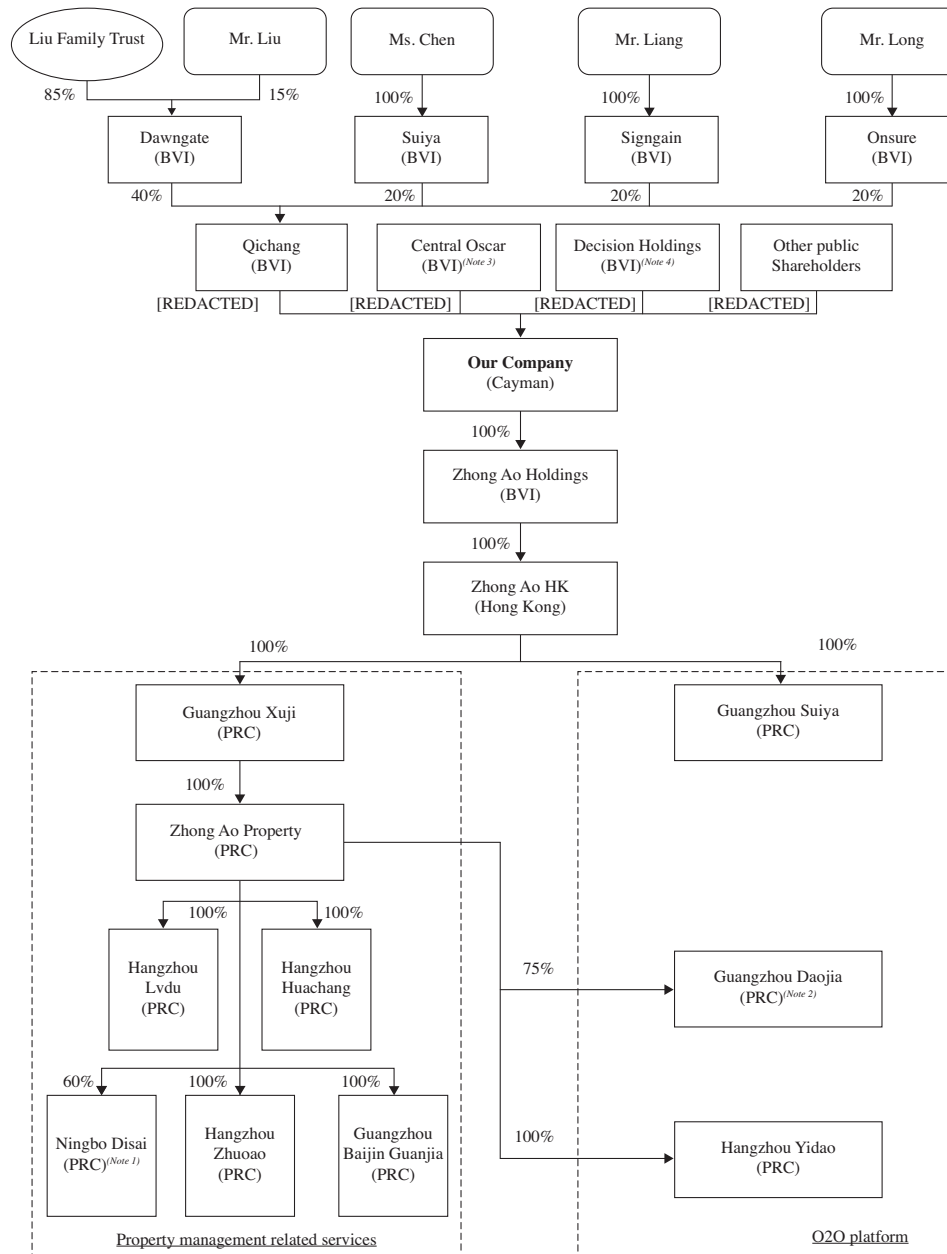 Liu Family Trust
Mr. Liu
Ms. Chen
Mr. Liang
Mr. Long
85%
15%
100%
100%
100%
Dawngate
(BVI)
Suiya
(BVI)
Signgain
(BVI)
Onsure
(BVI)
40%
20%
20%
20%
Qichang
(BVI)
Central Oscar
(BVI)(Note 3)
Decision Holdings
(BVI)(Note 4)
Other public
Shareholders
[REDACTED]
[REDACTED]
[REDACTED]
[REDACTED]
Our Company
(Cayman)
100%
Zhong Ao Holdings
(BVI)
100%
Zhong Ao HK
(Hong Kong)
100%
100%
Guangzhou Xuji
(PRC)
Guangzhou Suiya
(PRC)
100%
Zhong Ao Property
(PRC)
100%
100%
Hangzhou
Lvdu
(PRC)
Hangzhou
Huachang
(PRC)
75%
Guangzhou Daojia
(PRC)(Note 2)
60%
100%
100%
Ningbo Disai
(PRC)(Note 1)
Hangzhou
Zhuoao
(PRC)
Guangzhou
Baijin Guanjia
(PRC)
100%
Hangzhou Yidao
(PRC)
Property management related services
O2O platform